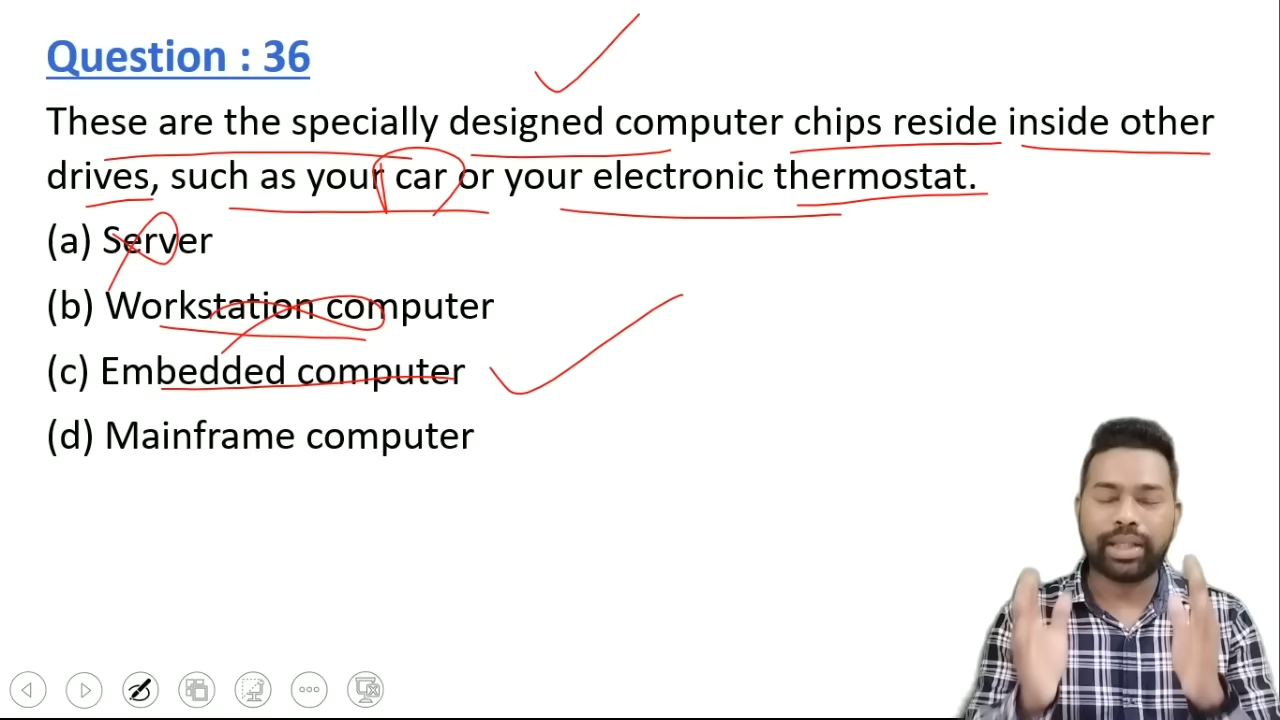 Question : 36
These are the specially designed computer chips reside inside other
drives, such as your car or your electronic thermostat.
(a) Server
(b) Workstation computer
(c) Embedded computer
(d) Mainframe computer